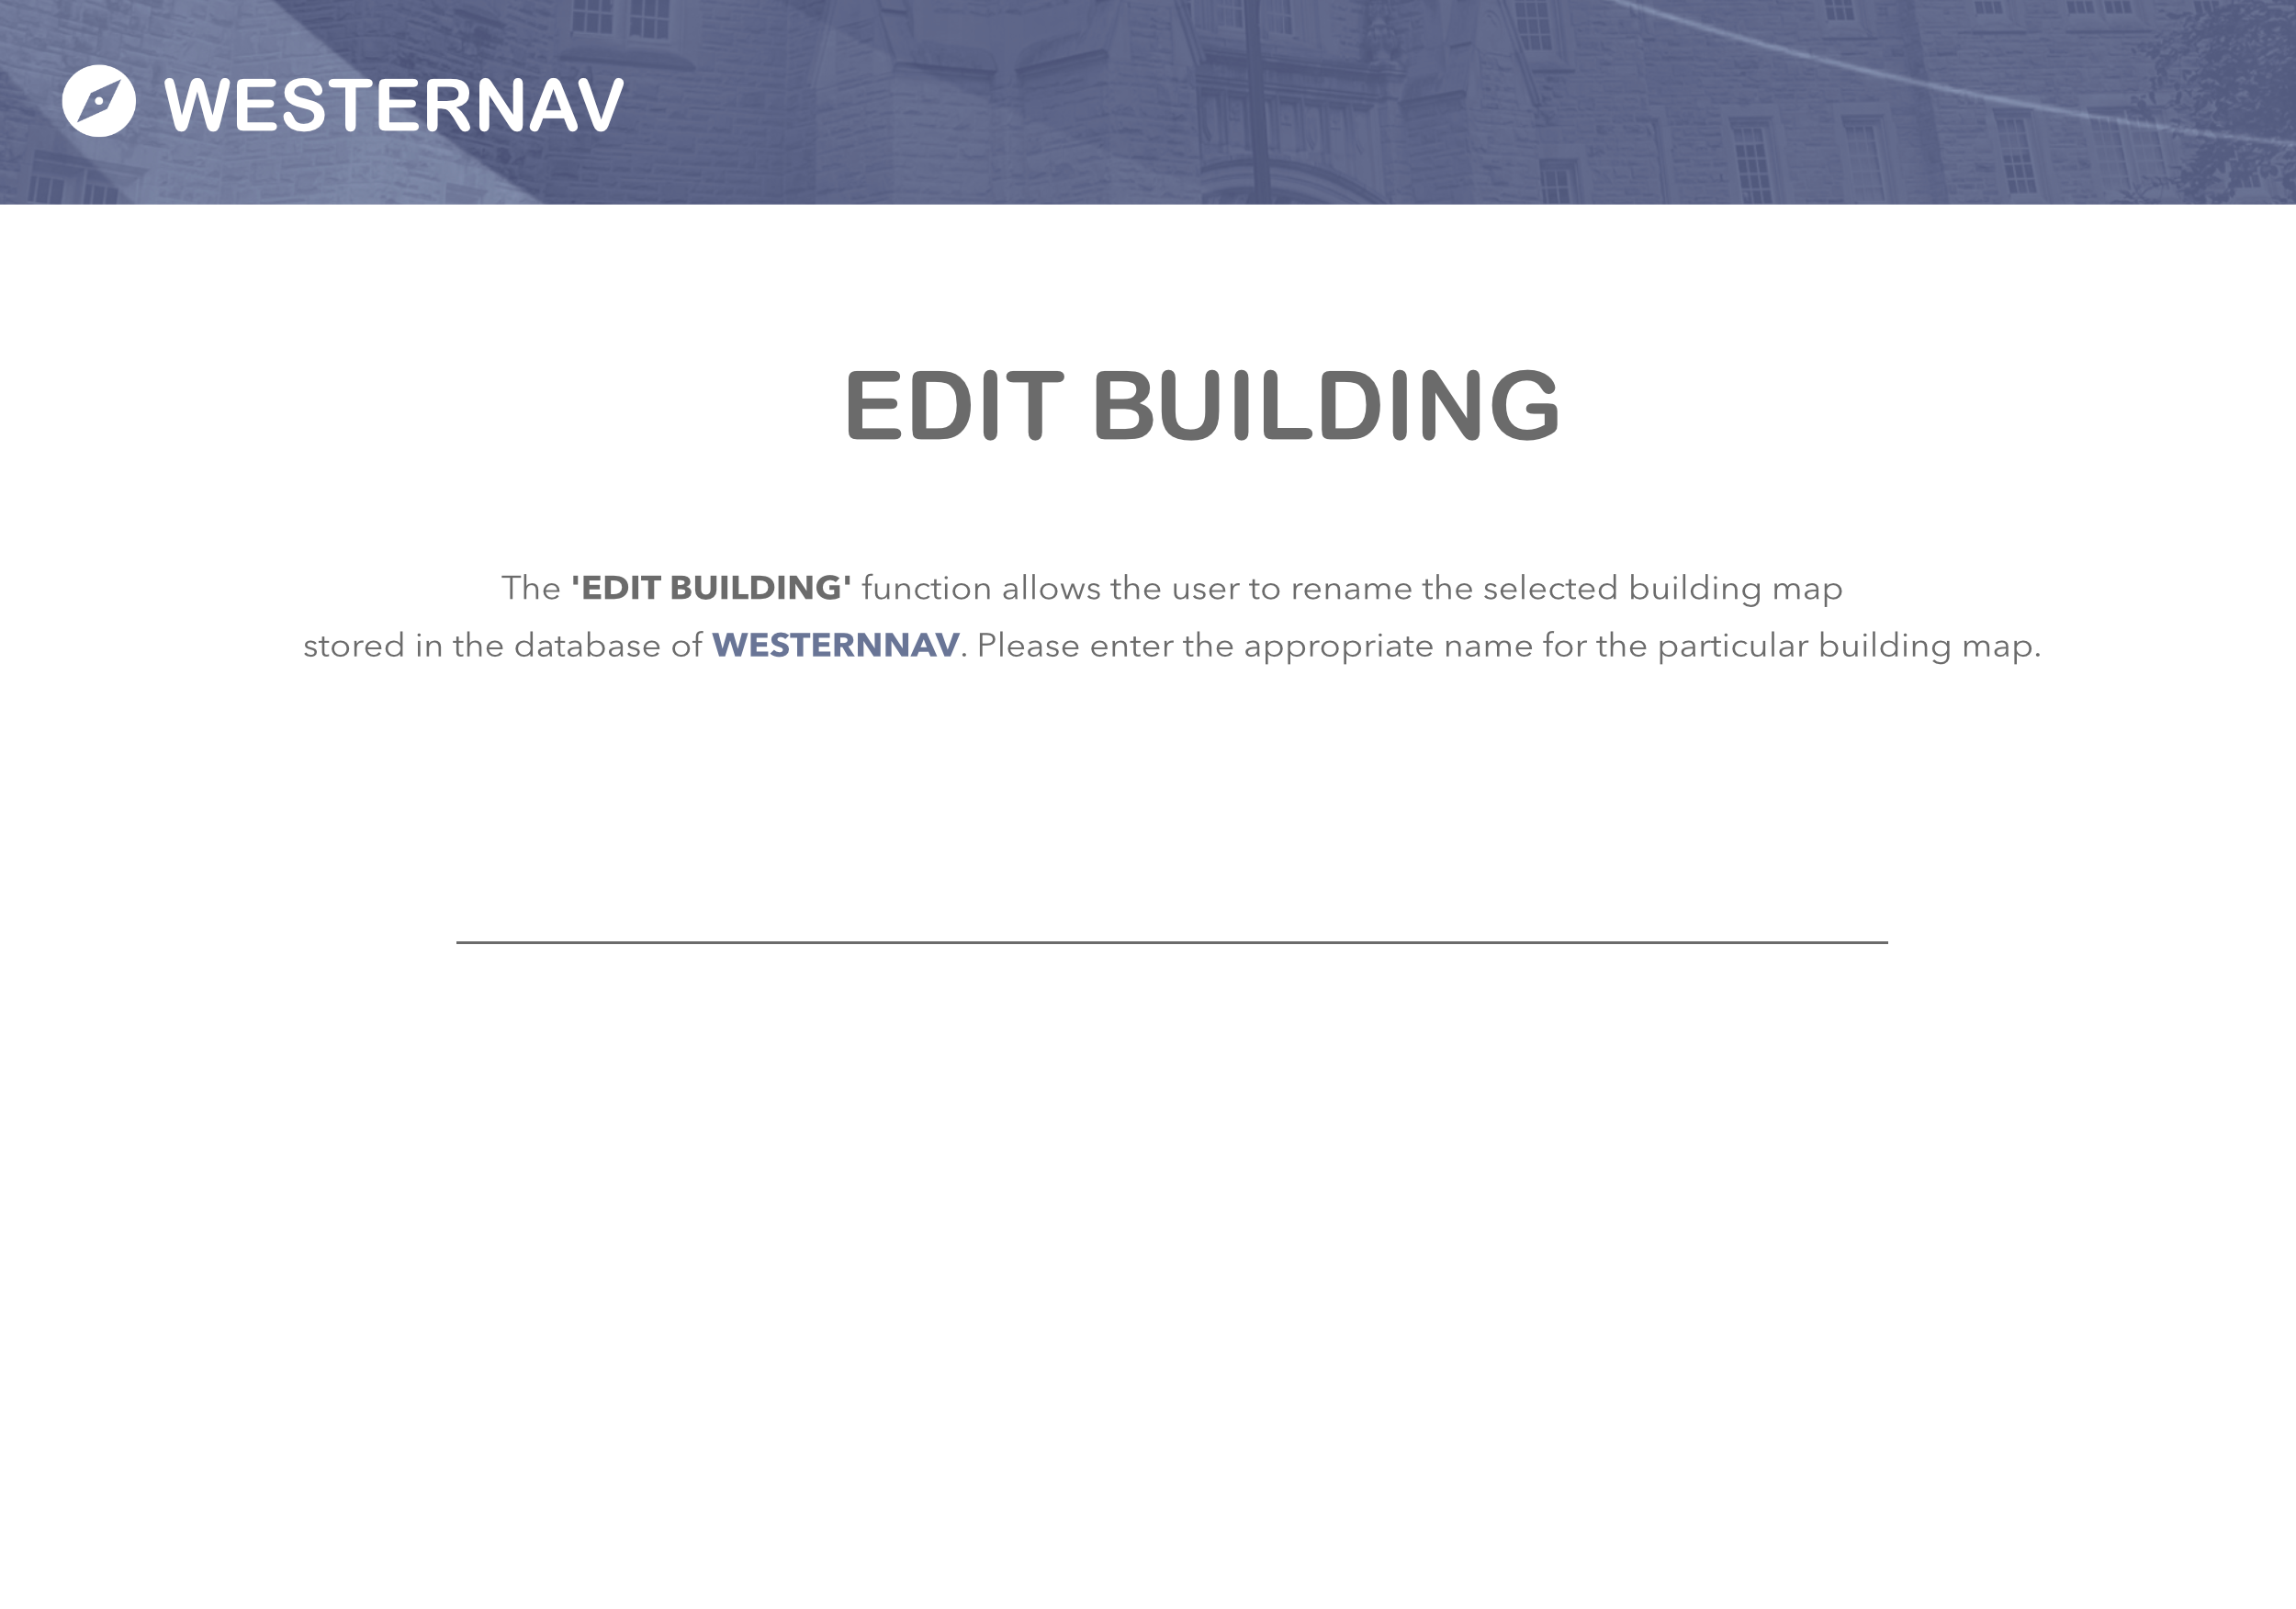 WESTERNAV
EDIT BUILDING
The 'EDIT BUILDING' function allows the user to rename the selected building map
stored in the database of WESTERNNAV. Please enter the appropriate name for the particular building map.